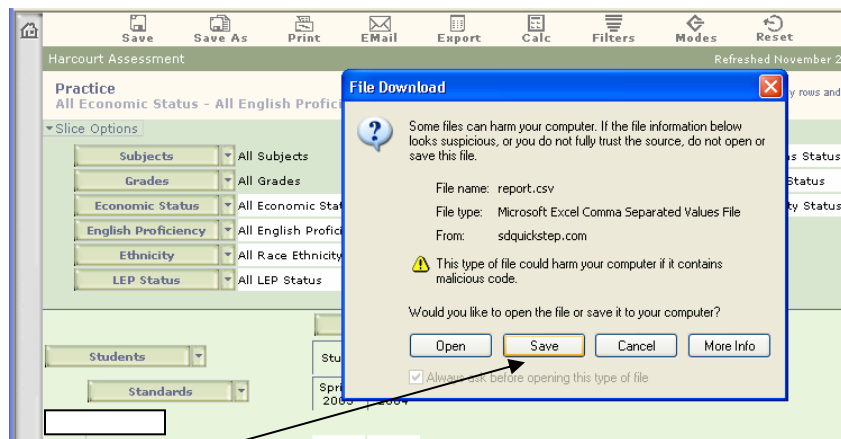 Save Save As Print EMail Export Calc Filters Modes Reset
Harcourt Assessment Refreshed November 2
Practice
All Economic Status - All English Profici
y rows and
Slice Options
Subjects All Subjects
Grades All Grades
Economic Status All Economic Stat
English Proficiency All English Profici
Ethnicity All Race Ethnicity
LEP Status All LEP Status
s Status
Status
ty Status
Students
Standards
Stu
Spri
2003 2004
File Download
Some files can harm your computer. If the file information below
looks suspicious, or you do not fully trust the source, do not open or
save this file.
File name: report.csv
File type: Microsoft Excel Comma Separated Values File
From: sdquickstep.com
This type of file could harm your computer if it contains
malicious code.
Would you like to open the file or save it to your computer?
Open Save Cancel More Info
Always ask before opening this type of file